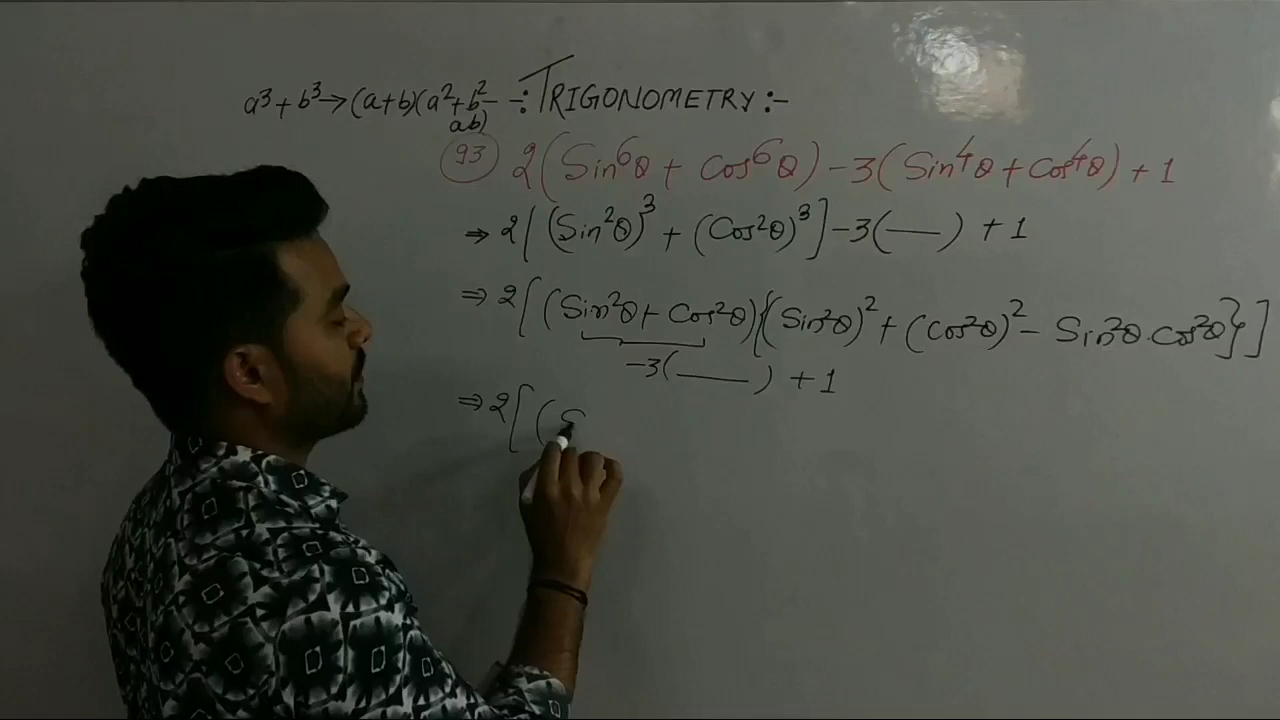 a³+b³→(a+b)(a²+b²- -: TRIGONOMETRY :-
ab)
93 2(Sin⁶θ + Cos⁶θ) -3(Sin⁴θ + Cos⁴θ) + 1
⇒ 2[(Sin²θ)³ + (Cos²θ)³] -3(—) + 1
⇒ 2[(Sin²θ + Cos²θ){(Sin²θ)² + (Cos²θ)² - Sin²θ.Cos²θ}]
-3(—) + 1
⇒ 2[(S